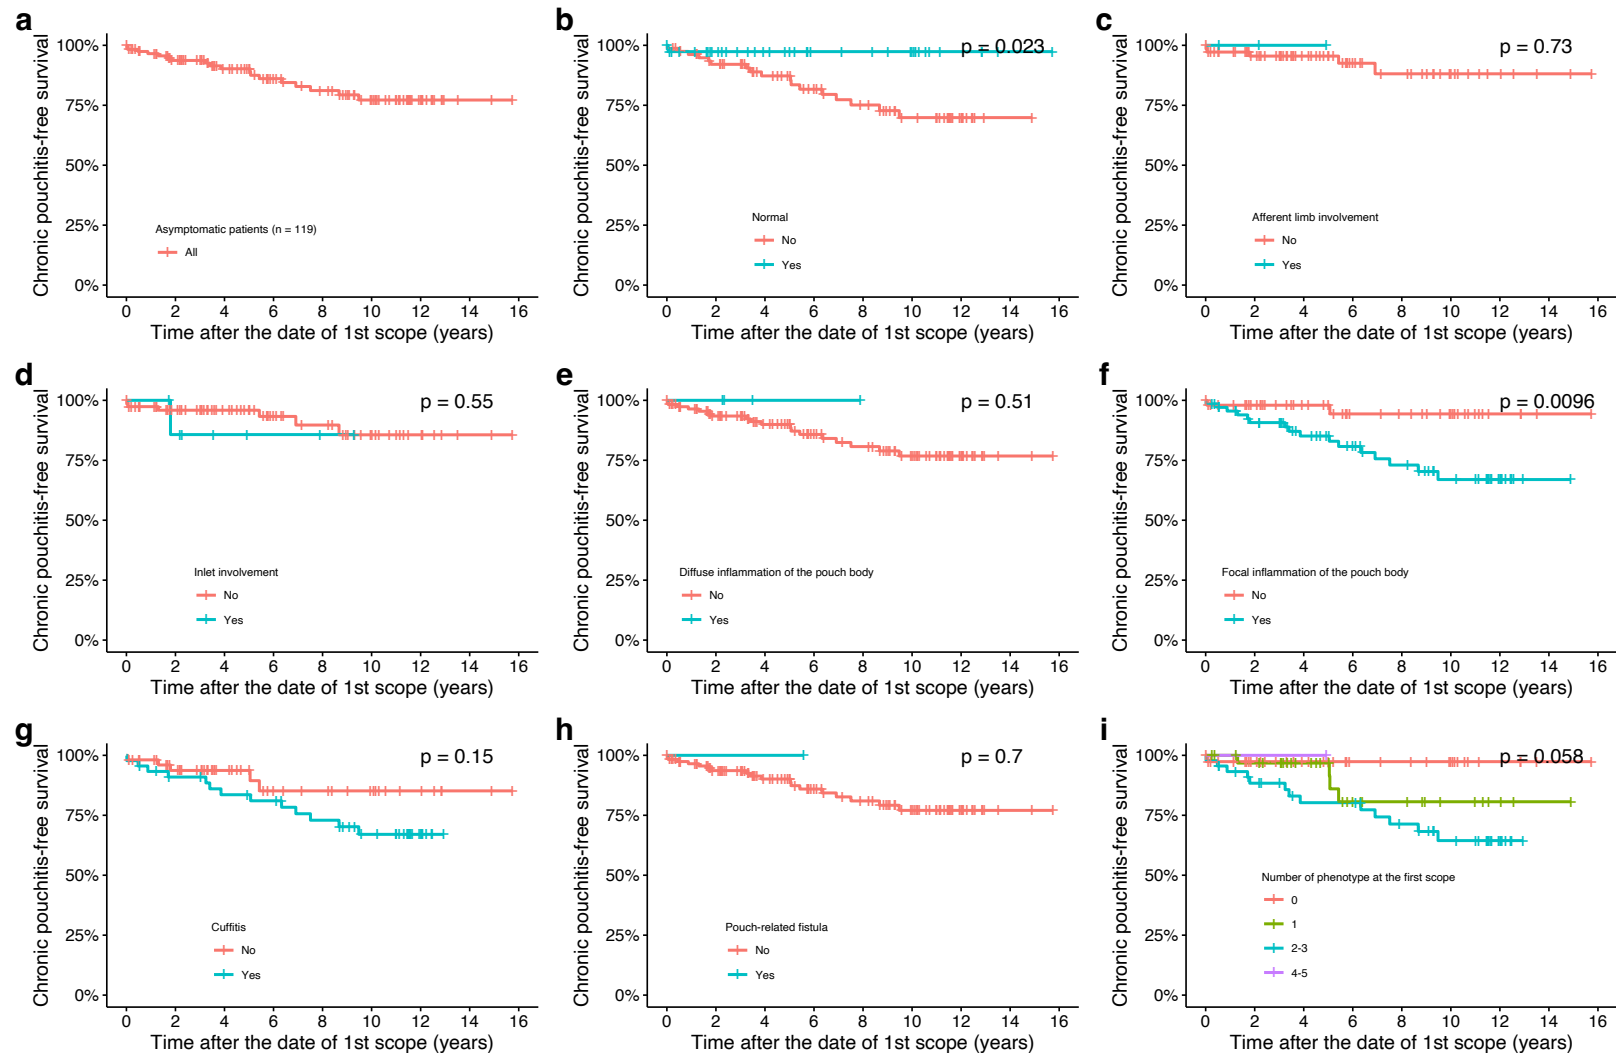 a
Chronic pouchitis-free survival
100%
75%
50%
25%
0%
Asymptomatic patients (n = 119)
All
0 2 4 6 8 10 12 14 16
Time after the date of 1st scope (years)
b
Chronic pouchitis-free survival
100%
75%
50%
25%
0%
p = 0.023
Normal
No
Yes
0 2 4 6 8 10 12 14 16
Time after the date of 1st scope (years)
c
Chronic pouchitis-free survival
100%
75%
50%
25%
0%
p = 0.73
Afferent limb involvement
No
Yes
0 2 4 6 8 10 12 14 16
Time after the date of 1st scope (years)
d
Chronic pouchitis-free survival
100%
75%
50%
25%
0%
p = 0.55
Inlet involvement
No
Yes
0 2 4 6 8 10 12 14 16
Time after the date of 1st scope (years)
e
Chronic pouchitis-free survival
100%
75%
50%
25%
0%
p = 0.51
Diffuse inflammation of the pouch body
No
Yes
0 2 4 6 8 10 12 14 16
Time after the date of 1st scope (years)
f
Chronic pouchitis-free survival
100%
75%
50%
25%
0%
p = 0.0096
Focal inflammation of the pouch body
No
Yes
0 2 4 6 8 10 12 14 16
Time after the date of 1st scope (years)
g
Chronic pouchitis-free survival
100%
75%
50%
25%
0%
p = 0.15
Cuffitis
No
Yes
0 2 4 6 8 10 12 14 16
Time after the date of 1st scope (years)
h
Chronic pouchitis-free survival
100%
75%
50%
25%
0%
p = 0.7
Pouch-related fistula
No
Yes
0 2 4 6 8 10 12 14 16
Time after the date of 1st scope (years)
i
Chronic pouchitis-free survival
100%
75%
50%
25%
0%
p = 0.058
Number of phenotype at the first scope
0
1
2-3
4-5
0 2 4 6 8 10 12 14 16
Time after the date of 1st scope (years)